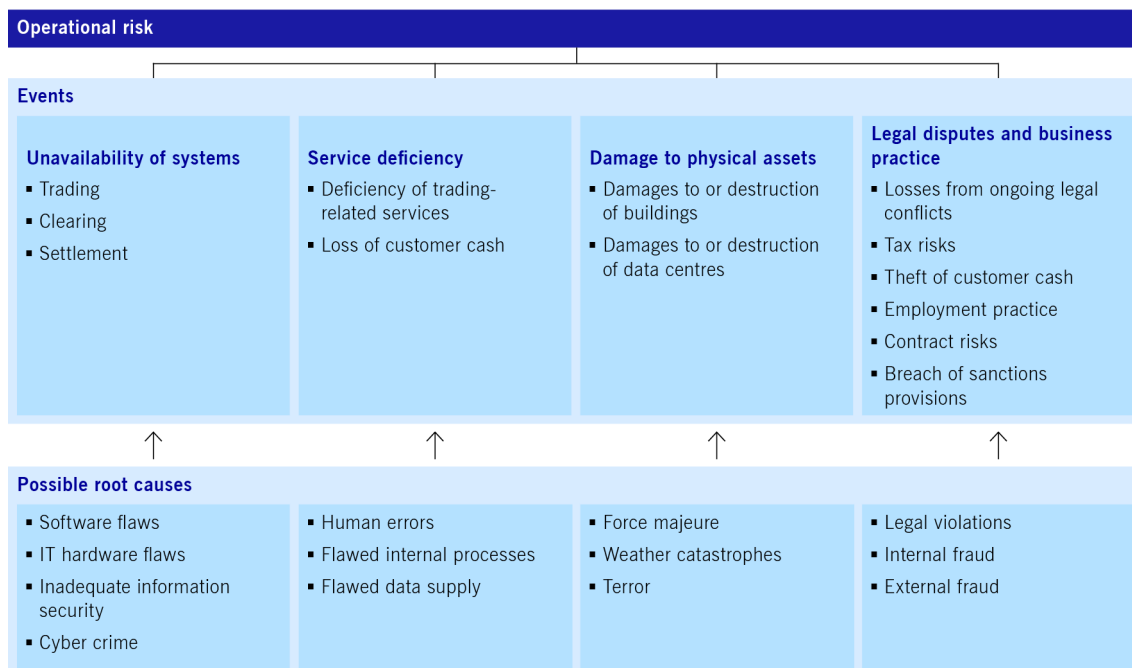 Operational risk
Events
Unavailability of systems
▪ Trading
▪ Clearing
▪ Settlement
Service deficiency
▪ Deficiency of trading-
related services
▪ Loss of customer cash
Damage to physical assets
▪ Damages to or destruction
of buildings
▪ Damages to or destruction
of data centres
Legal disputes and business
practice
▪ Losses from ongoing legal
conflicts
▪ Tax risks
▪ Theft of customer cash
▪ Employment practice
▪ Contract risks
▪ Breach of sanctions
provisions
Possible root causes
▪ Software flaws
▪ IT hardware flaws
▪ Inadequate information
security
▪ Cyber crime
▪ Human errors
▪ Flawed internal processes
▪ Flawed data supply
▪ Force majeure
▪ Weather catastrophes
▪ Terror
▪ Legal violations
▪ Internal fraud
▪ External fraud